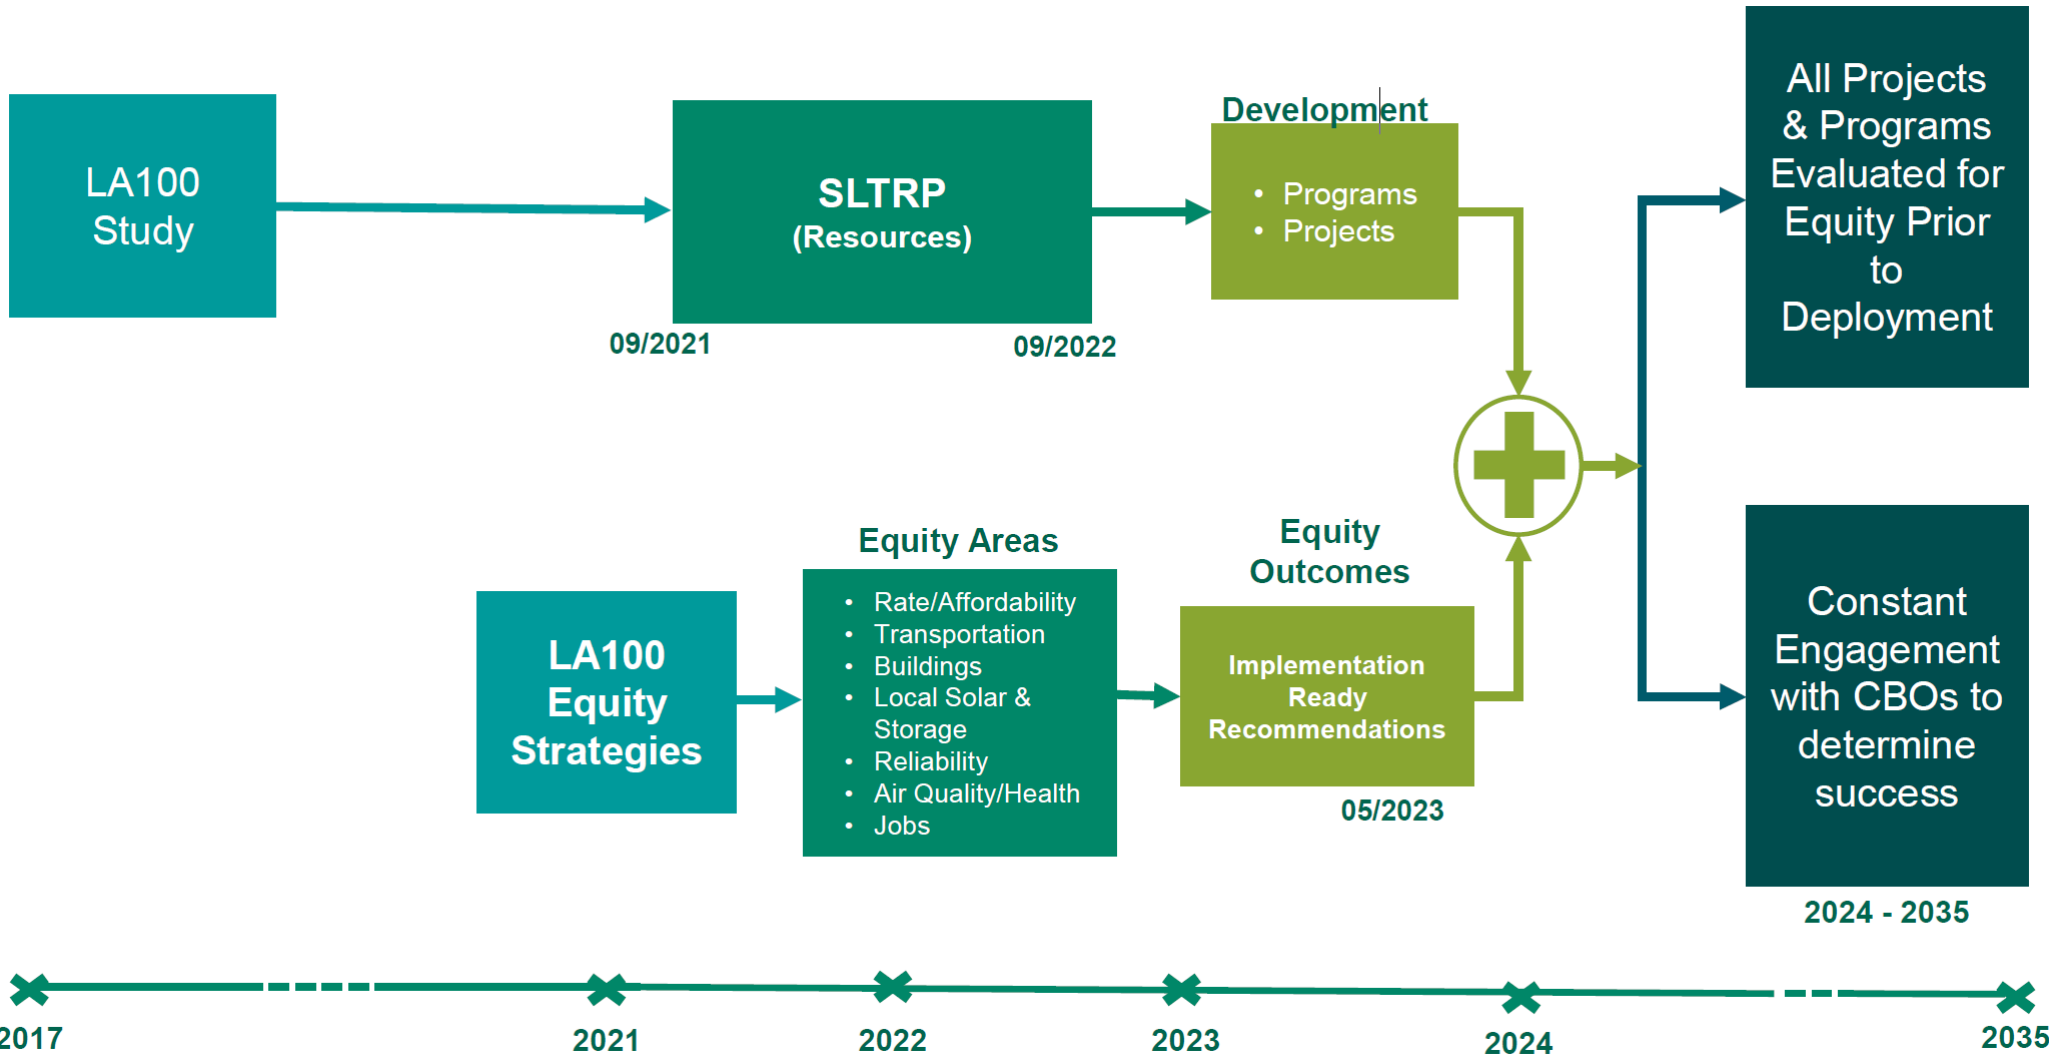 LA100
Study
SLTRP
(Resources)
09/2021
09/2022
Development
• Programs
• Projects
All Projects
& Programs
Evaluated for
Equity Prior
to
Deployment
LA100
Equity
Strategies
Equity Areas
• Rate/Affordability
• Transportation
• Buildings
• Local Solar &
Storage
• Reliability
• Air Quality/Health
• Jobs
Equity
Outcomes
Implementation
Ready
Recommendations
05/2023
Constant
Engagement
with CBOs to
determine
success
2024 - 2035
2017
2021
2022
2023
2024
2035